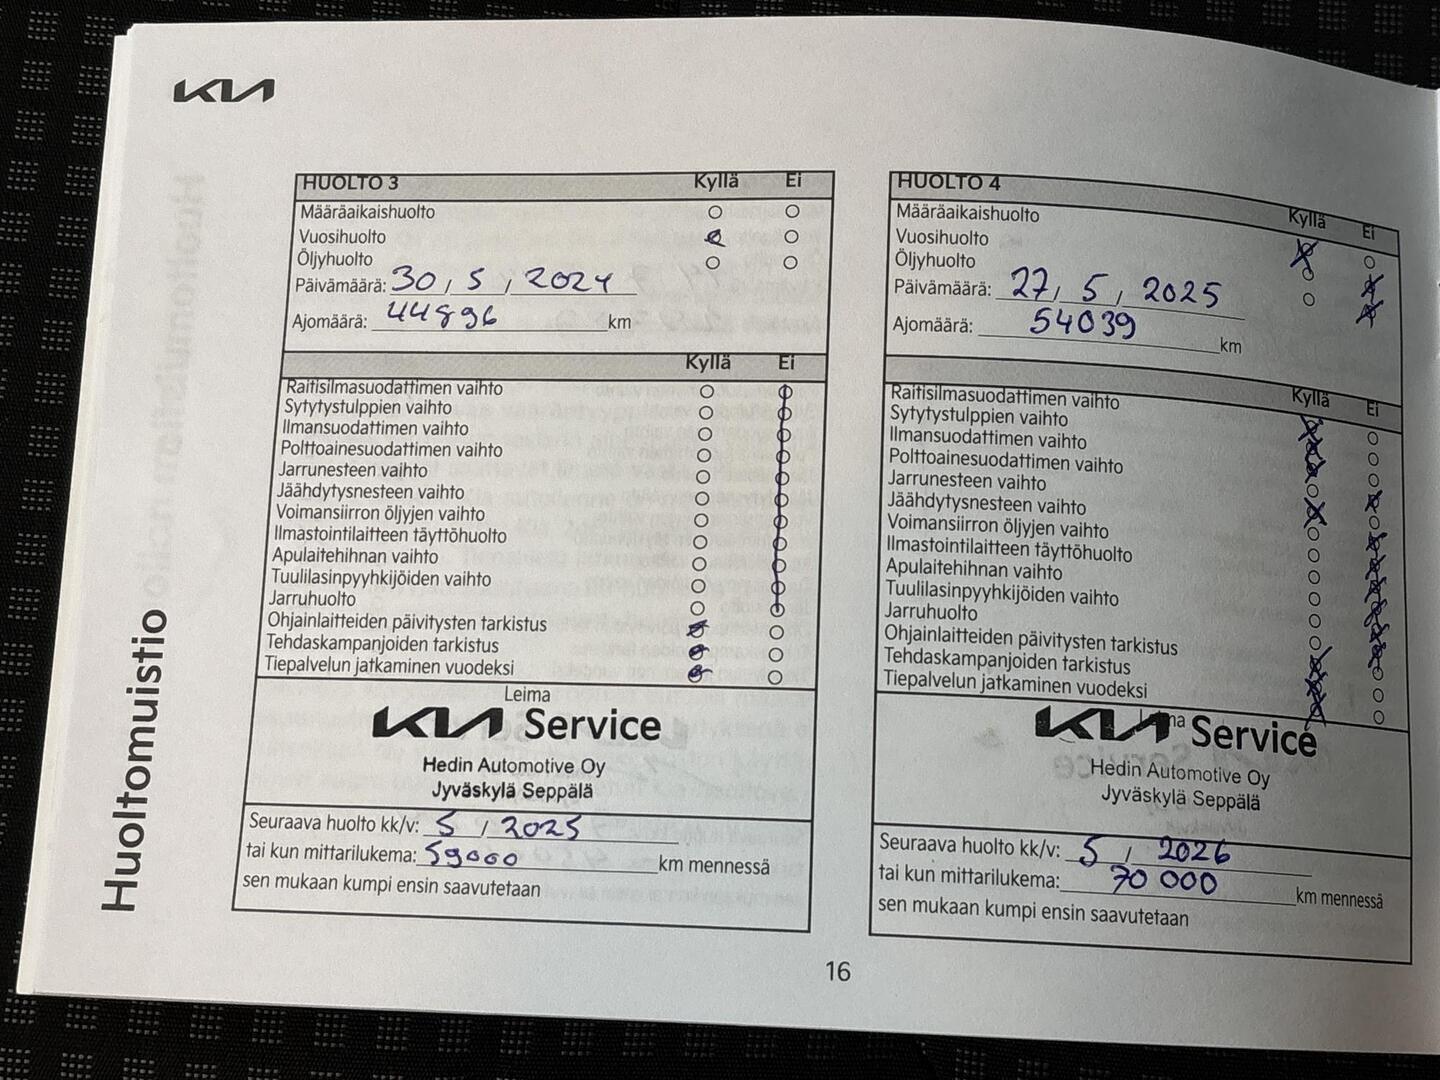 KIA
Huoltomuistio
HUOLTO 3 Kyllä Ei
Määräaikaishuolto
Vuosihuolto
Öljyhuolto
Päivämäärä: 30, 5, 2024
Ajomäärä: 44896 km
Kyllä Ei
Raitisilmasuodattimen vaihto
Sytytystulppien vaihto
Ilmansuodattimen vaihto
Polttoainesuodattimen vaihto
Jarrunesteen vaihto
Jäähdytysnesteen vaihto
Voimansiirron öljyjen vaihto
Ilmastointilaitteen täyttöhuolto
Apulaitehihnan vaihto
Tuulilasinpyyhkijöiden vaihto
Jarruhuolto
Ohjainlaitteiden päivitysten tarkistus
Tehdaskampanjoiden tarkistus
Tiepalvelun jatkaminen vuodeksi
Leima
KIA Service
Hedin Automotive Oy
Jyväskylä Seppälä
Seuraava huolto kk/v: 5 / 2025
tai kun mittarilukema: 59000 km mennessä
sen mukaan kumpi ensin saavutetaan
HUOLTO 4 Kyllä Ei
Määräaikaishuolto
Vuosihuolto
Öljyhuolto
Päivämäärä: 27, 5, 2025
Ajomäärä: 54039 km
Kyllä Ei
Raitisilmasuodattimen vaihto
Sytytystulppien vaihto
Ilmansuodattimen vaihto
Polttoainesuodattimen vaihto
Jarrunesteen vaihto
Jäähdytysnesteen vaihto
Voimansiirron öljyjen vaihto
Ilmastointilaitteen täyttöhuolto
Apulaitehihnan vaihto
Tuulilasinpyyhkijöiden vaihto
Jarruhuolto
Ohjainlaitteiden päivitysten tarkistus
Tehdaskampanjoiden tarkistus
Tiepalvelun jatkaminen vuodeksi
Leima
KIA Service
Hedin Automotive Oy
Jyväskylä Seppälä
Seuraava huolto kk/v: 5 / 2026
tai kun mittarilukema: 70 000 km mennessä
sen mukaan kumpi ensin saavutetaan
16